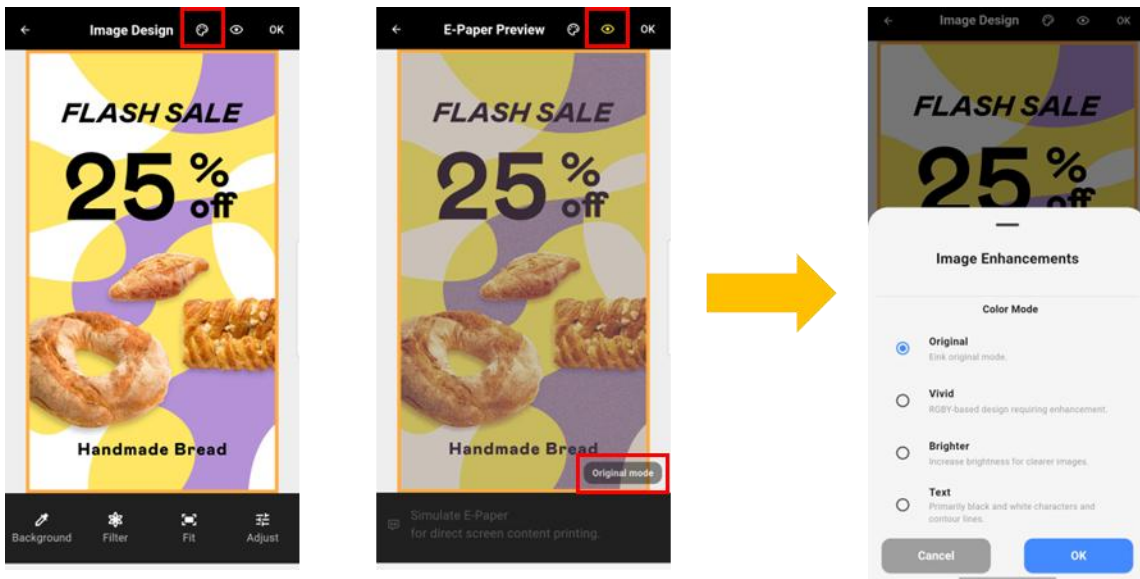 Image Design OK
FLASH SALE
25 %
off
Handmade Bread
Background Filter Fit Adjust
E-Paper Preview OK
FLASH SALE
25 %
off
Handmade Bread
Original mode
Simulate E-Paper
for direct screen content printing.
Image Design OK
FLASH SALE
25 %
off
Image Enhancements
Color Mode
Original
Eink original mode.
Vivid
RGBY-based design requiring enhancement.
Brighter
Increase brightness for clearer images.
Text
Primarily black and white characters and
contour lines.
Cancel OK